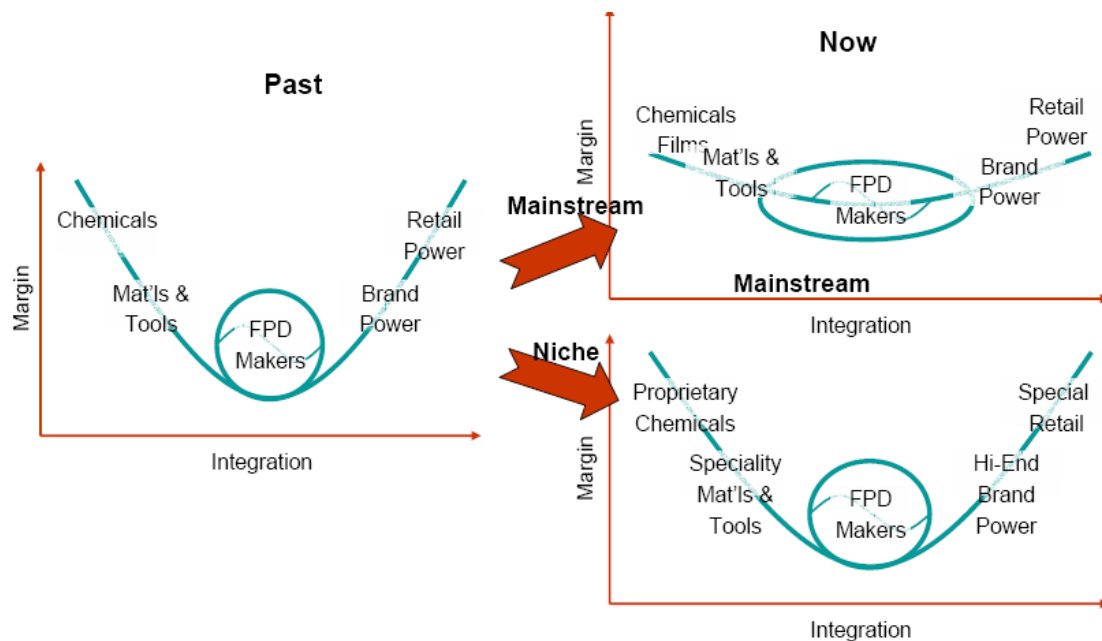 Past
Margin
Chemicals
Mat'ls &
Tools
FPD
Makers
Brand
Power
Retail
Power
Integration
Mainstream
Niche
Now
Margin
Chemicals
Films
Mat'ls &
Tools
FPD
Makers
Brand
Power
Retail
Power
Mainstream
Integration
Margin
Proprietary
Chemicals
Speciality
Mat'ls &
Tools
FPD
Makers
Hi-End
Brand
Power
Special
Retail
Integration